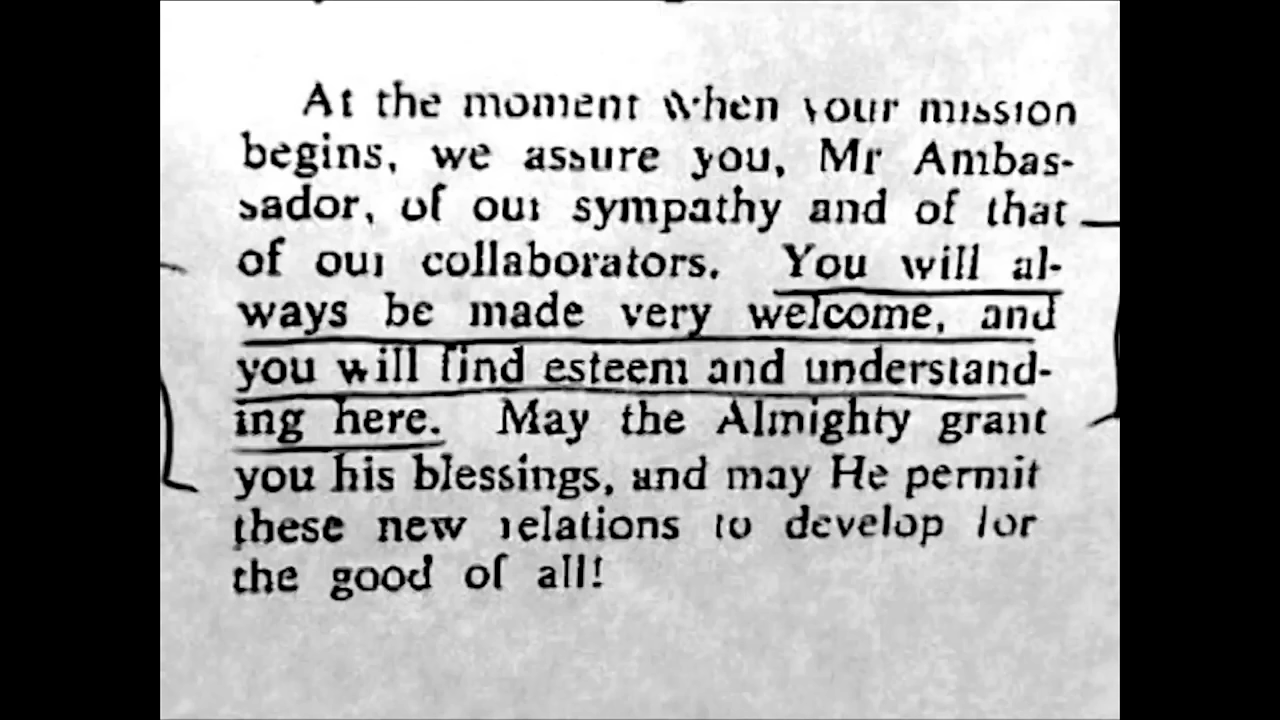 At the moment when your mission
begins, we assure you, Mr Ambas-
sador, of our sympathy and of that
of our collaborators. You will al-
ways be made very welcome, and
you will find esteem and understand-
ing here. May the Almighty grant
you his blessings, and may He permit
these new relations to develop for
the good of all!